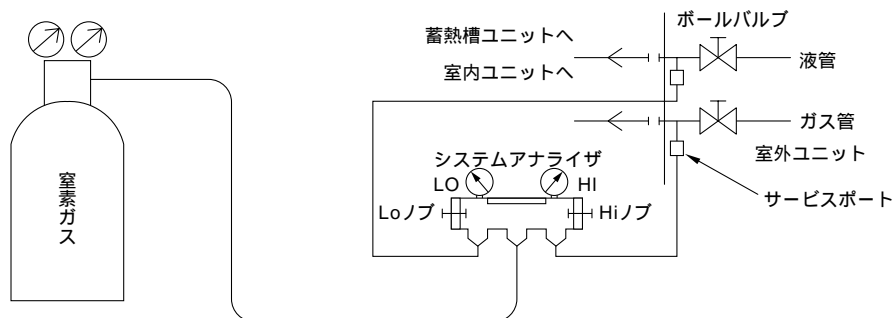 ボールバルブ
蓄熱槽ユニットへ
液管
室内ユニットへ
ガス管
室外ユニット
システムアナライザ
LO
HI
サービスポート
Loノブ
Hiノブ
窒素ガス